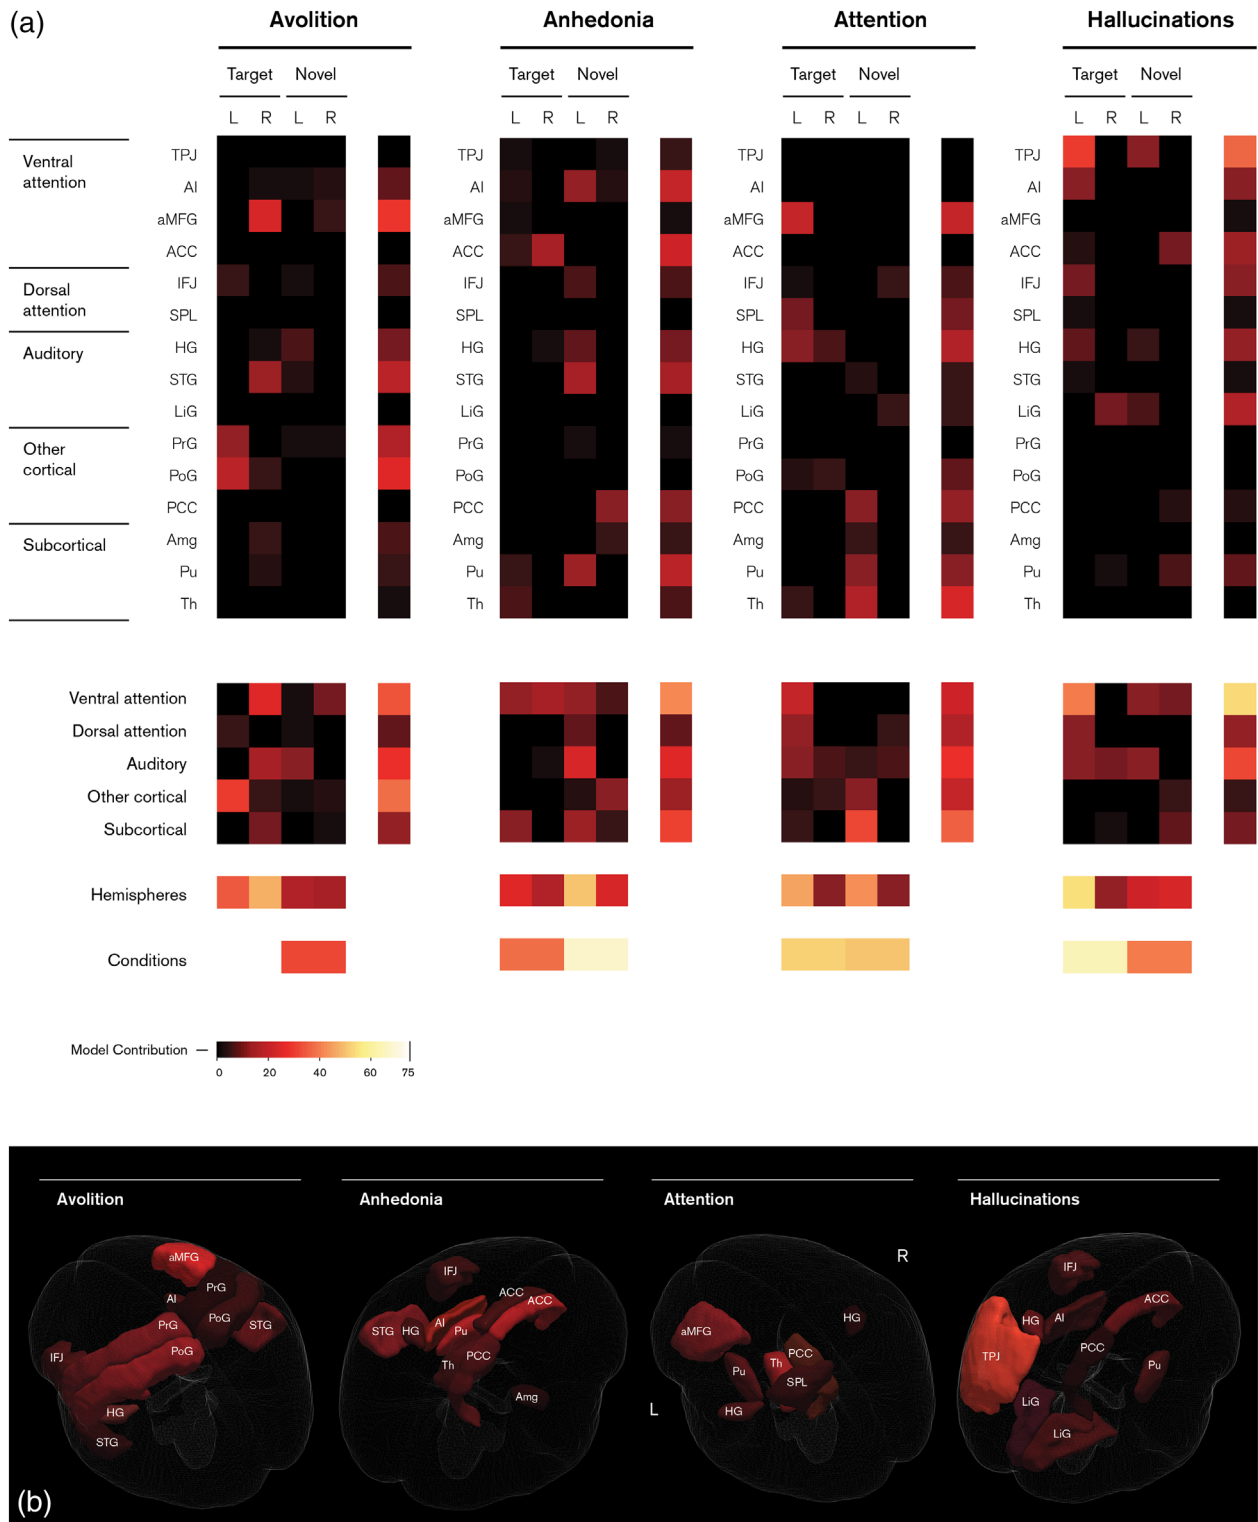 (a)
Avolition Anhedonia Attention Hallucinations
Target Novel Target Novel Target Novel Target Novel
L R L R L R L R L R L R L R L R
Ventral
attention
TPJ TPJ TPJ TPJ
AI AI AI AI
aMFG aMFG aMFG aMFG
ACC ACC ACC ACC
Dorsal
attention
IFJ IFJ IFJ IFJ
SPL SPL SPL SPL
Auditory
HG HG HG HG
STG STG STG STG
LiG LiG LiG LiG
Other
cortical
PrG PrG PrG PrG
PoG PoG PoG PoG
PCC PCC PCC PCC
Subcortical
Amg Amg Amg Amg
Pu Pu Pu Pu
Th Th Th Th
Ventral attention
Dorsal attention
Auditory
Other cortical
Subcortical
Hemispheres
Conditions
Model Contribution
0 20 40 60 75
Avolition
aMFG
PrG
AI
PoG
STG
PrG
PoG
IFJ
HG
STG
Anhedonia
IFJ
ACC
ACC
STG HG AI Pu
PCC
Th
Amg
Attention
R
HG
aMFG
PCC
Th
Pu
SPL
L
HG
Hallucinations
IFJ
ACC
HG AI
PCC
TPJ
Pu
LiG
LiG
(b)